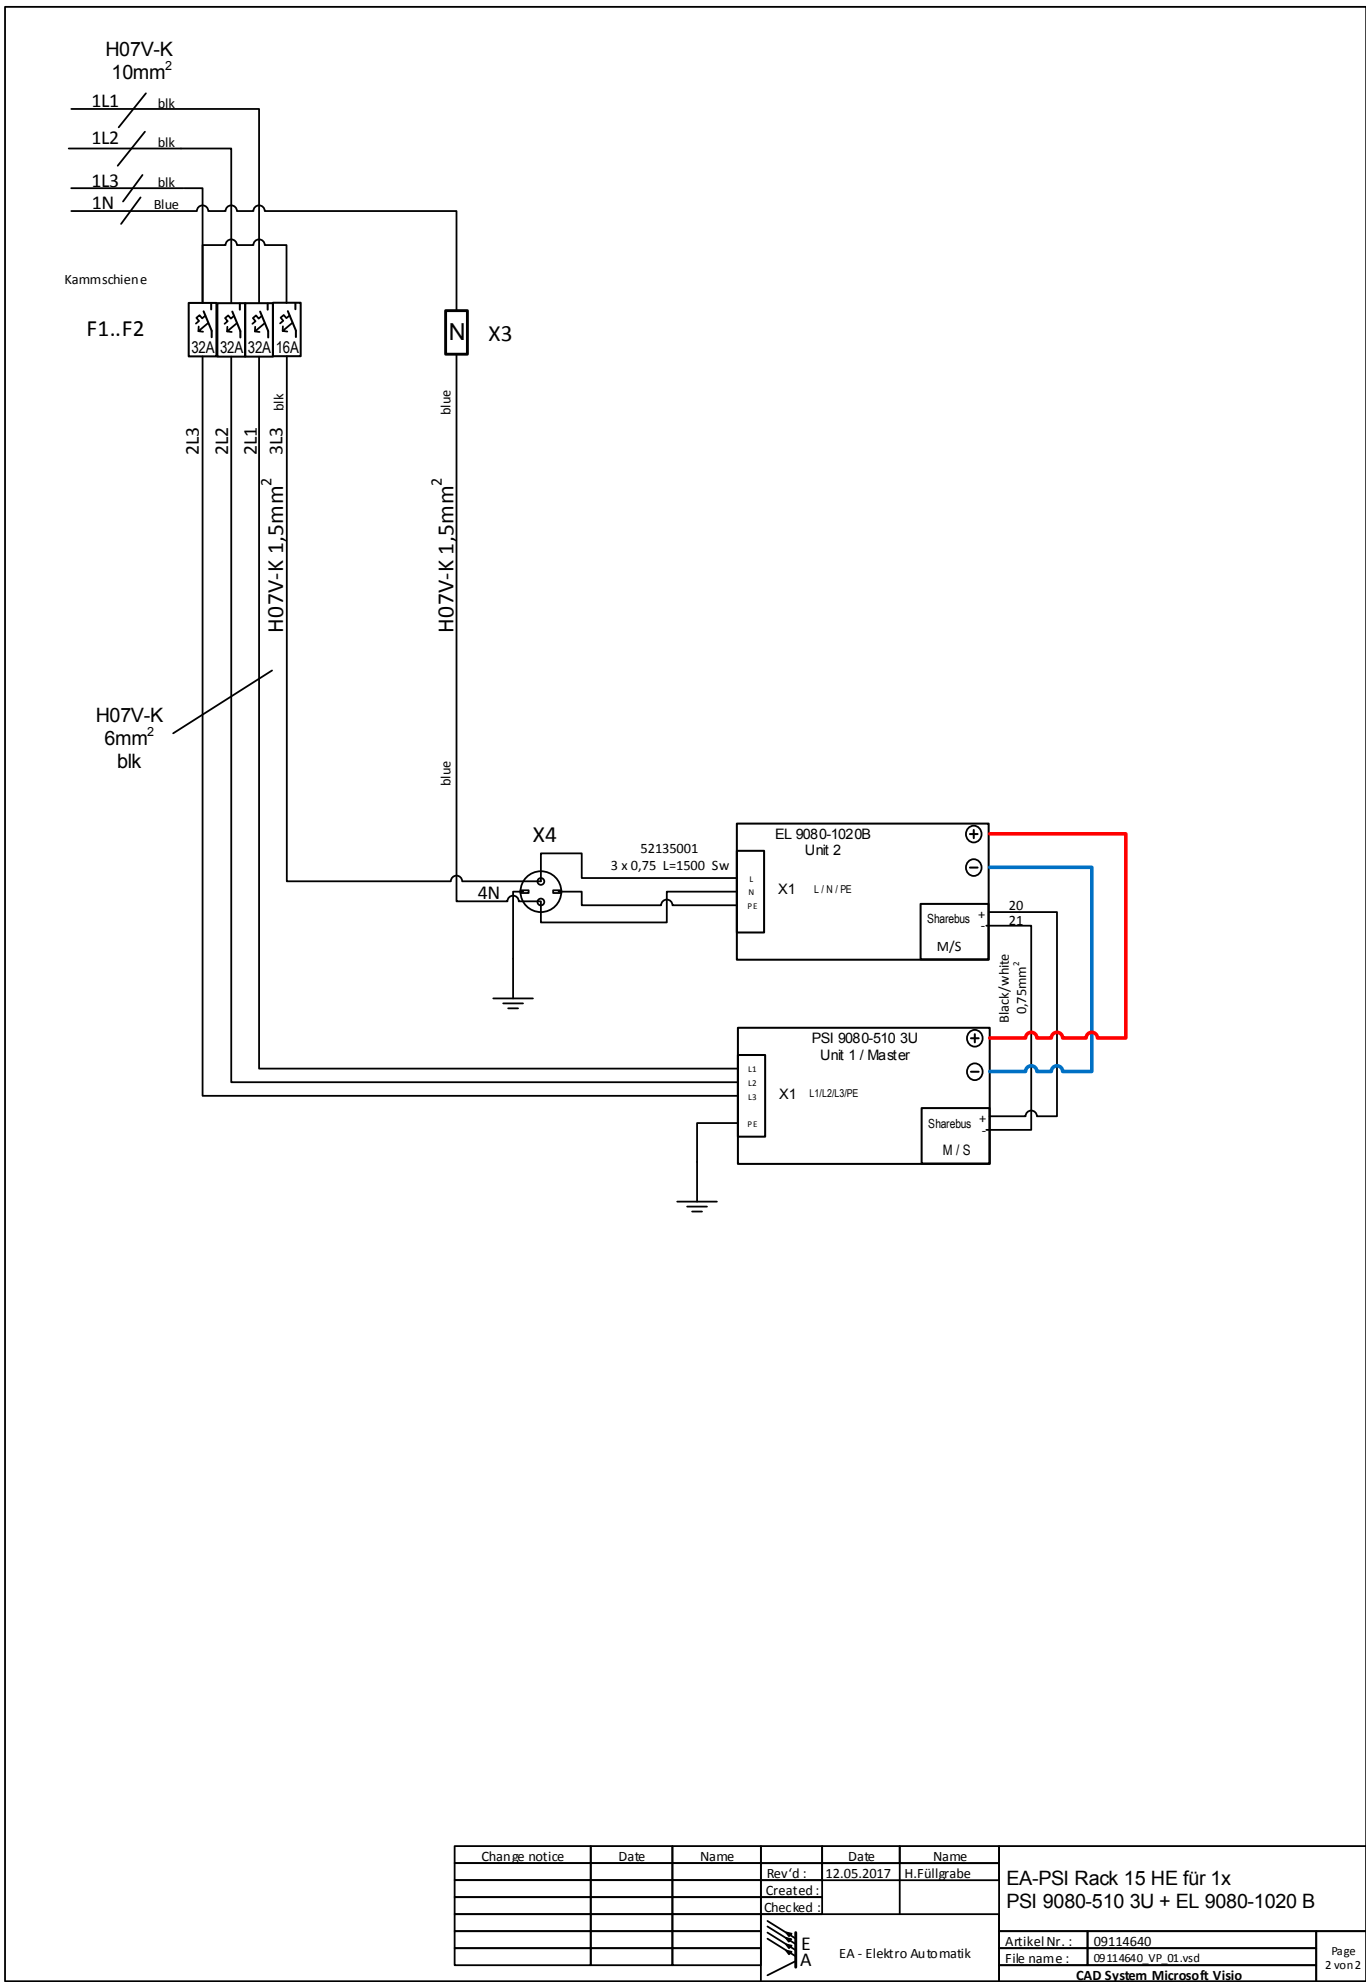 H07V-K
10mm²
1L1 blk
1L2 blk
1L3 blk
1N Blue
Kammschiene
F1..F2
32A 32A 32A 16A
N X3
2L3 2L2 2L1 3L3 blk
blue
H07V-K 1,5mm²
H07V-K 1,5mm²
H07V-K
6mm²
blk
blue
X4
4N
52135001
3 x 0,75 L=1500 Sw
EL 9080-1020B
Unit 2
L
N
PE
X1 L / N / PE
+
-
Sharebus +
-
M/S
20
21
Black/white
0,75mm²
PSI 9080-510 3U
Unit 1 / Master
L1
L2
L3
PE
X1 L1/L2/L3/PE
+
-
Sharebus +
-
M / S
Change notice Date Name Date Name
Rev'd : 12.05.2017 H.Füllgrabe
Created :
Checked :
EA-PSI Rack 15 HE für 1x
PSI 9080-510 3U + EL 9080-1020 B
E
A
EA - Elektro Automatik
Artikel Nr. : 09114640
File name : 09114640_VP_01.vsd
CAD System Microsoft Visio
Page
2 von 2